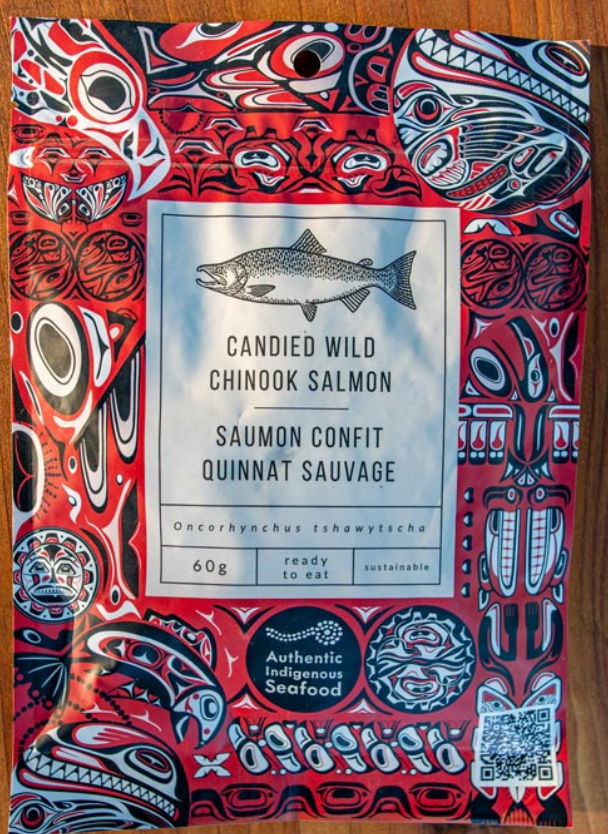 CANDIED WILD
CHINOOK SALMON
SAUMON CONFIT
QUINNAT SAUVAGE
Oncorhynchus tshawytscha
60g
ready
to eat
sustainable
Authentic
Indigenous
Seafood